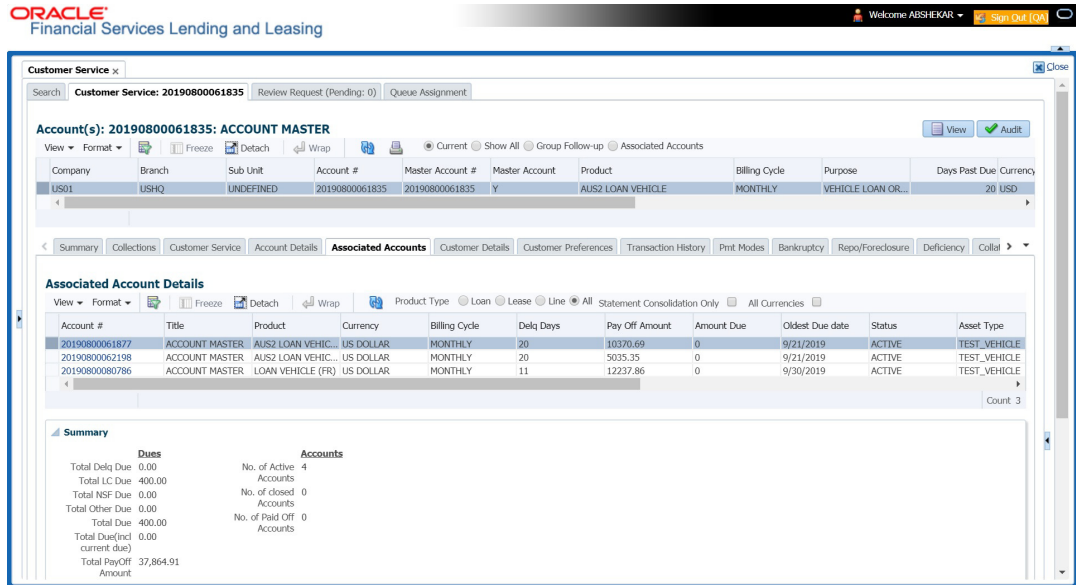 ORACLE
Financial Services Lending and Leasing
Welcome ABSHEKAR
Sign Out [QA]
Customer Service
Close
Search Customer Service: 20190800061835 Review Request (Pending: 0) Queue Assignment
Account(s): 20190800061835: ACCOUNT MASTER
View Audit
View Format Freeze Detach Wrap Current Show All Group Follow-up Associated Accounts
Company Branch Sub Unit Account # Master Account # Master Account Product Billing Cycle Purpose Days Past Due Currency
US01 USHQ UNDEFINED 20190800061835 20190800061835 Y AUS2 LOAN VEHICLE MONTHLY VEHICLE LOAN OR... 20 USD
Summary Collections Customer Service Account Details Associated Accounts Customer Details Customer Preferences Transaction History Pmt Modes Bankruptcy Repo/Foreclosure Deficiency Collat
Associated Account Details
View Format Freeze Detach Wrap Product Type Loan Lease Line All Statement Consolidation Only All Currencies
Account # Title Product Currency Billing Cycle Delq Days Pay Off Amount Amount Due Oldest Due date Status Asset Type
20190800061877 ACCOUNT MASTER AUS2 LOAN VEHIC... US DOLLAR MONTHLY 20 10370.69 0 9/21/2019 ACTIVE TEST_VEHICLE
20190800062198 ACCOUNT MASTER AUS2 LOAN VEHIC... US DOLLAR MONTHLY 20 5035.35 0 9/21/2019 ACTIVE TEST_VEHICLE
20190800080786 ACCOUNT MASTER LOAN VEHICLE (FR) US DOLLAR MONTHLY 11 12237.86 0 9/30/2019 ACTIVE TEST_VEHICLE
Count 3
Summary
Dues
Total Delq Due 0.00
Total LC Due 400.00
Total NSF Due 0.00
Total Other Due 0.00
Total Due 400.00
Total Due(incl
current due) 0.00
Total PayOff
Amount 37,864.91
Accounts
No. of Active
Accounts 4
No. of closed
Accounts 0
No. of Paid Off
Accounts 0